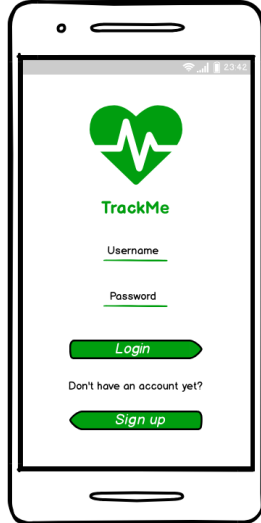 23:42
TrackMe
Username
Password
Login
Don't have an account yet?
Sign up